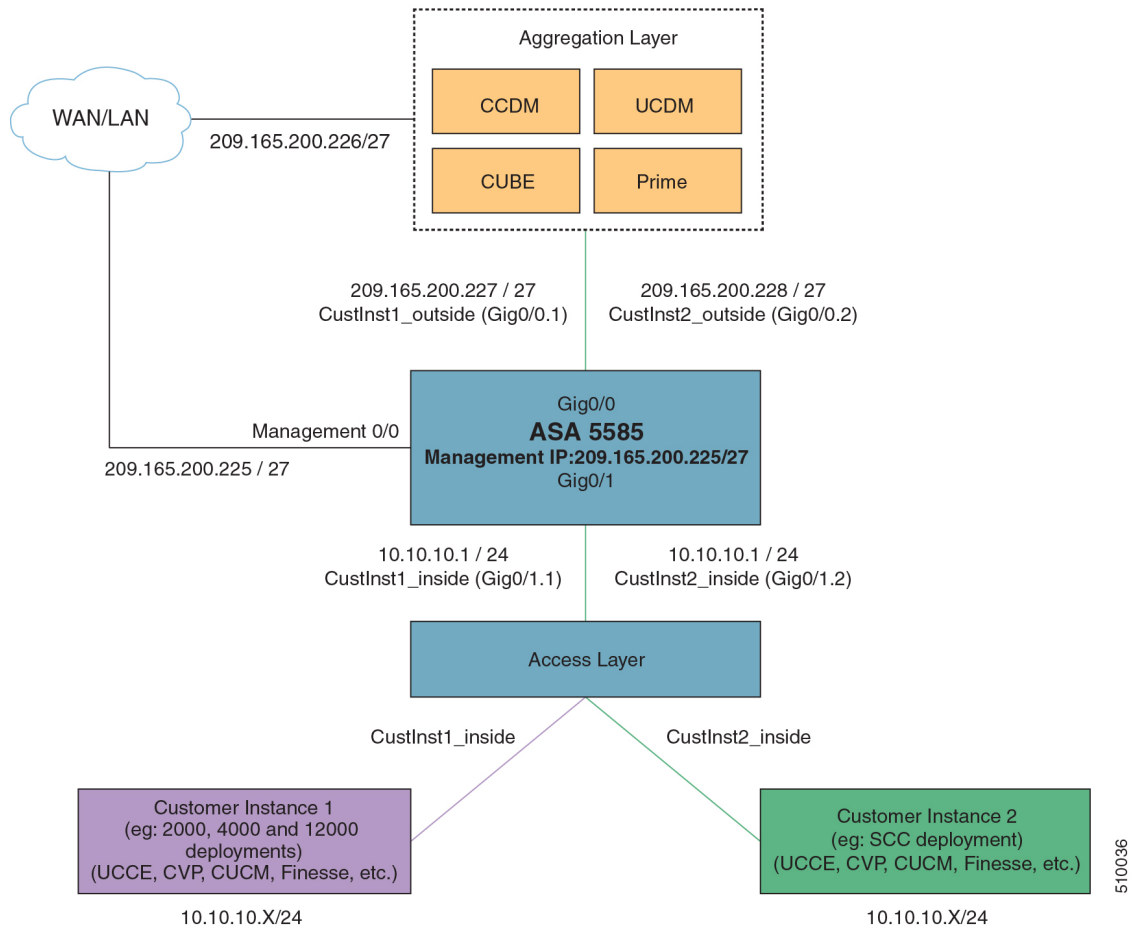 Aggregation Layer
CCDM
UCDM
CUBE
Prime
WAN/LAN
209.165.200.226/27
209.165.200.227 / 27
CustInst1_outside (Gig0/0.1)
209.165.200.228 / 27
CustInst2_outside (Gig0/0.2)
Management 0/0
209.165.200.225 / 27
Gig0/0
ASA 5585
Management IP:209.165.200.225/27
Gig0/1
10.10.10.1 / 24
CustInst1_inside (Gig0/1.1)
10.10.10.1 / 24
CustInst2_inside (Gig0/1.2)
Access Layer
CustInst1_inside
CustInst2_inside
Customer Instance 1
(eg: 2000, 4000 and 12000
deployments)
(UCCE, CVP, CUCM, Finesse, etc.)
10.10.10.X/24
Customer Instance 2
(eg: SCC deployment)
(UCCE, CVP, CUCM, Finesse, etc.)
10.10.10.X/24
510036